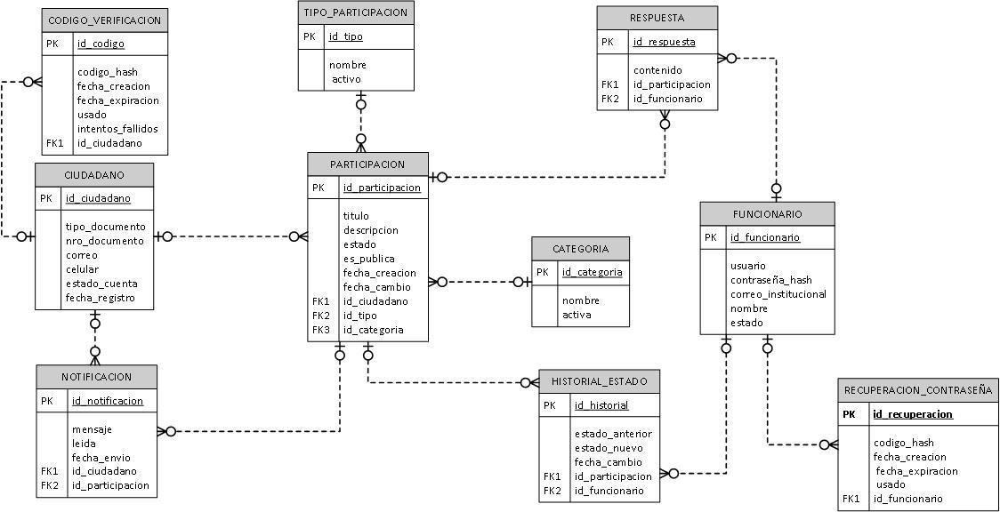 CODIGO_VERIFICACION
PK id_codigo
codigo_hash
fecha_creacion
fecha_expiracion
usado
intentos_fallidos
FK1 id_ciudadano
TIPO_PARTICIPACION
PK id_tipo
nombre
activo
RESPUESTA
PK id_respuesta
contenido
FK1 id_participacion
FK2 id_funcionario
CIUDADANO
PK id_ciudadano
tipo_documento
nro_documento
correo
celular
estado_cuenta
fecha_registro
PARTICIPACION
PK id_participacion
titulo
descripcion
estado
es_publica
fecha_creacion
fecha_cambio
FK1 id_ciudadano
FK2 id_tipo
FK3 id_categoria
CATEGORIA
PK id_categoria
nombre
activa
FUNCIONARIO
PK id_funcionario
usuario
contraseña_hash
correo_institucional
nombre
estado
NOTIFICACION
PK id_notificacion
mensaje
leida
fecha_envio
FK1 id_ciudadano
FK2 id_participacion
HISTORIAL_ESTADO
PK id_historial
estado_anterior
estado_nuevo
fecha_cambio
FK1 id_participacion
FK2 id_funcionario
RECUPERACION_CONTRASEÑA
PK id_recuperacion
codigo_hash
fecha_creacion
fecha_expiracion
usado
FK1 id_funcionario